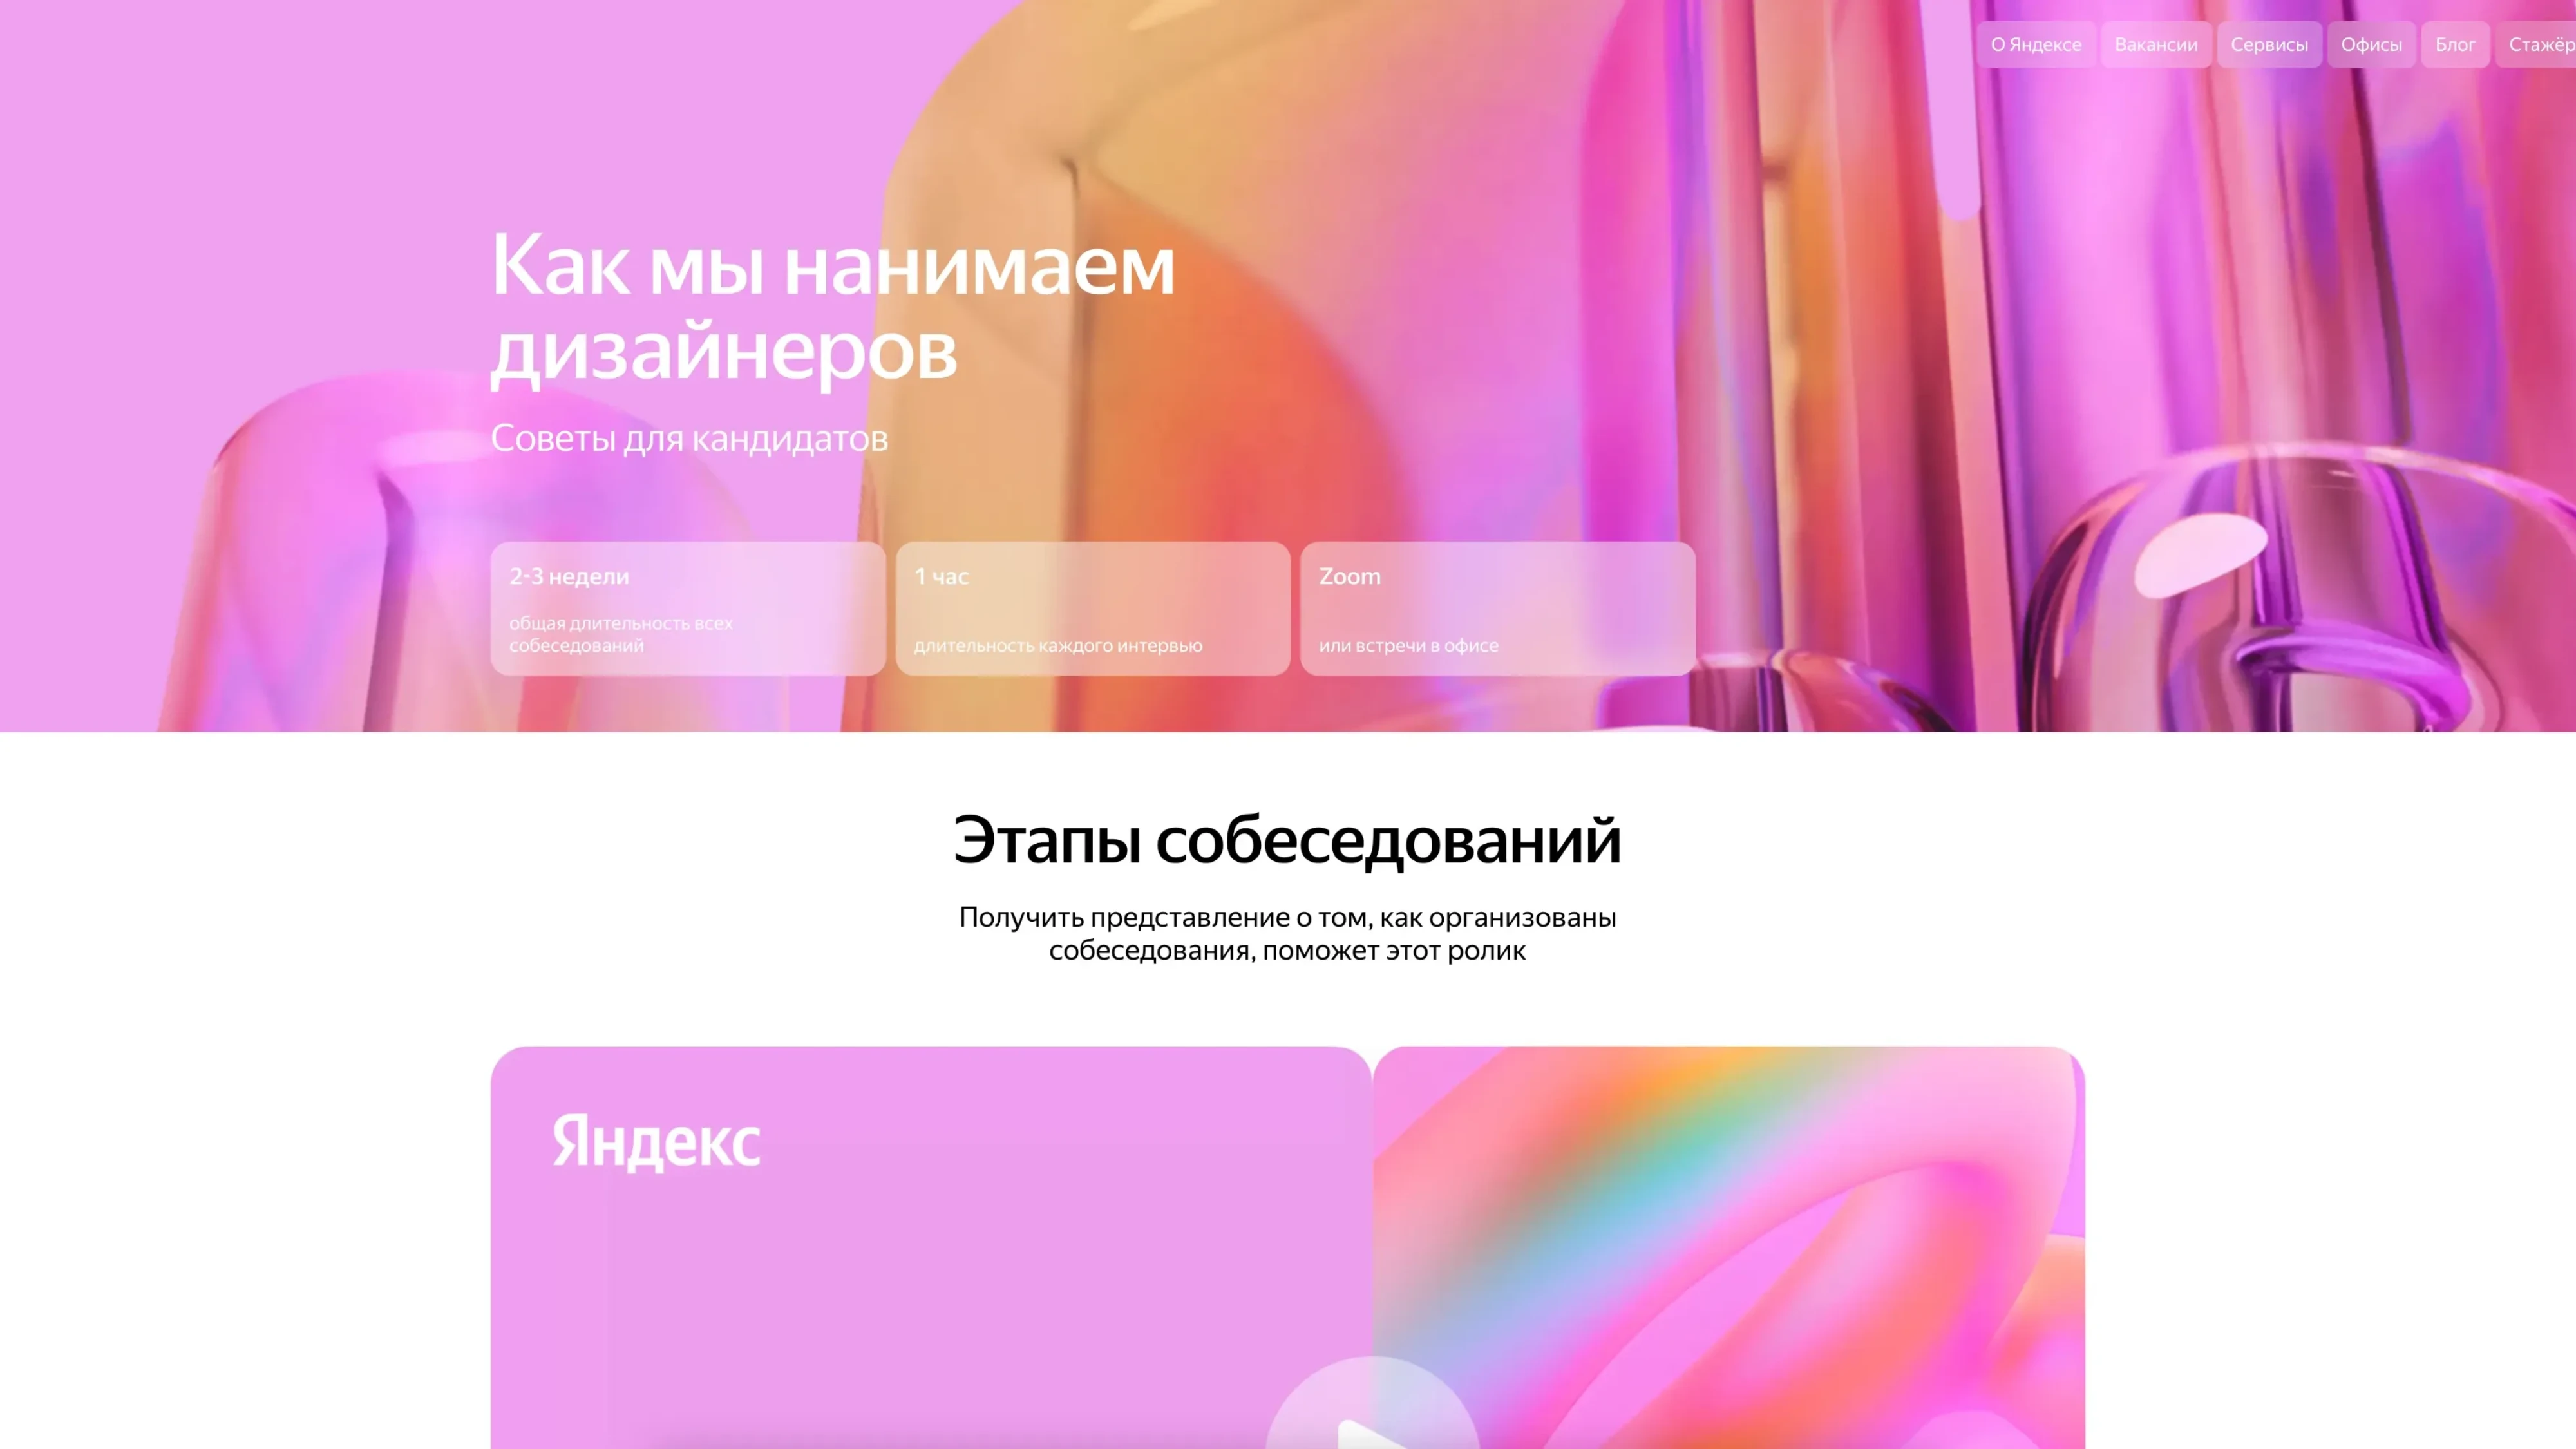 О Яндексе
Вакансии
Сервисы
Офисы
Блог
Как мы нанимаем
дизайнеров
Советы для кандидатов
2-3 недели
общая длительность всех
собеседований
1 час
длительность каждого интервью
Zoom
или встречи в офисе
Этапы собеседований
Получить представление о том, как организованы
собеседования, поможет этот ролик
Яндекс